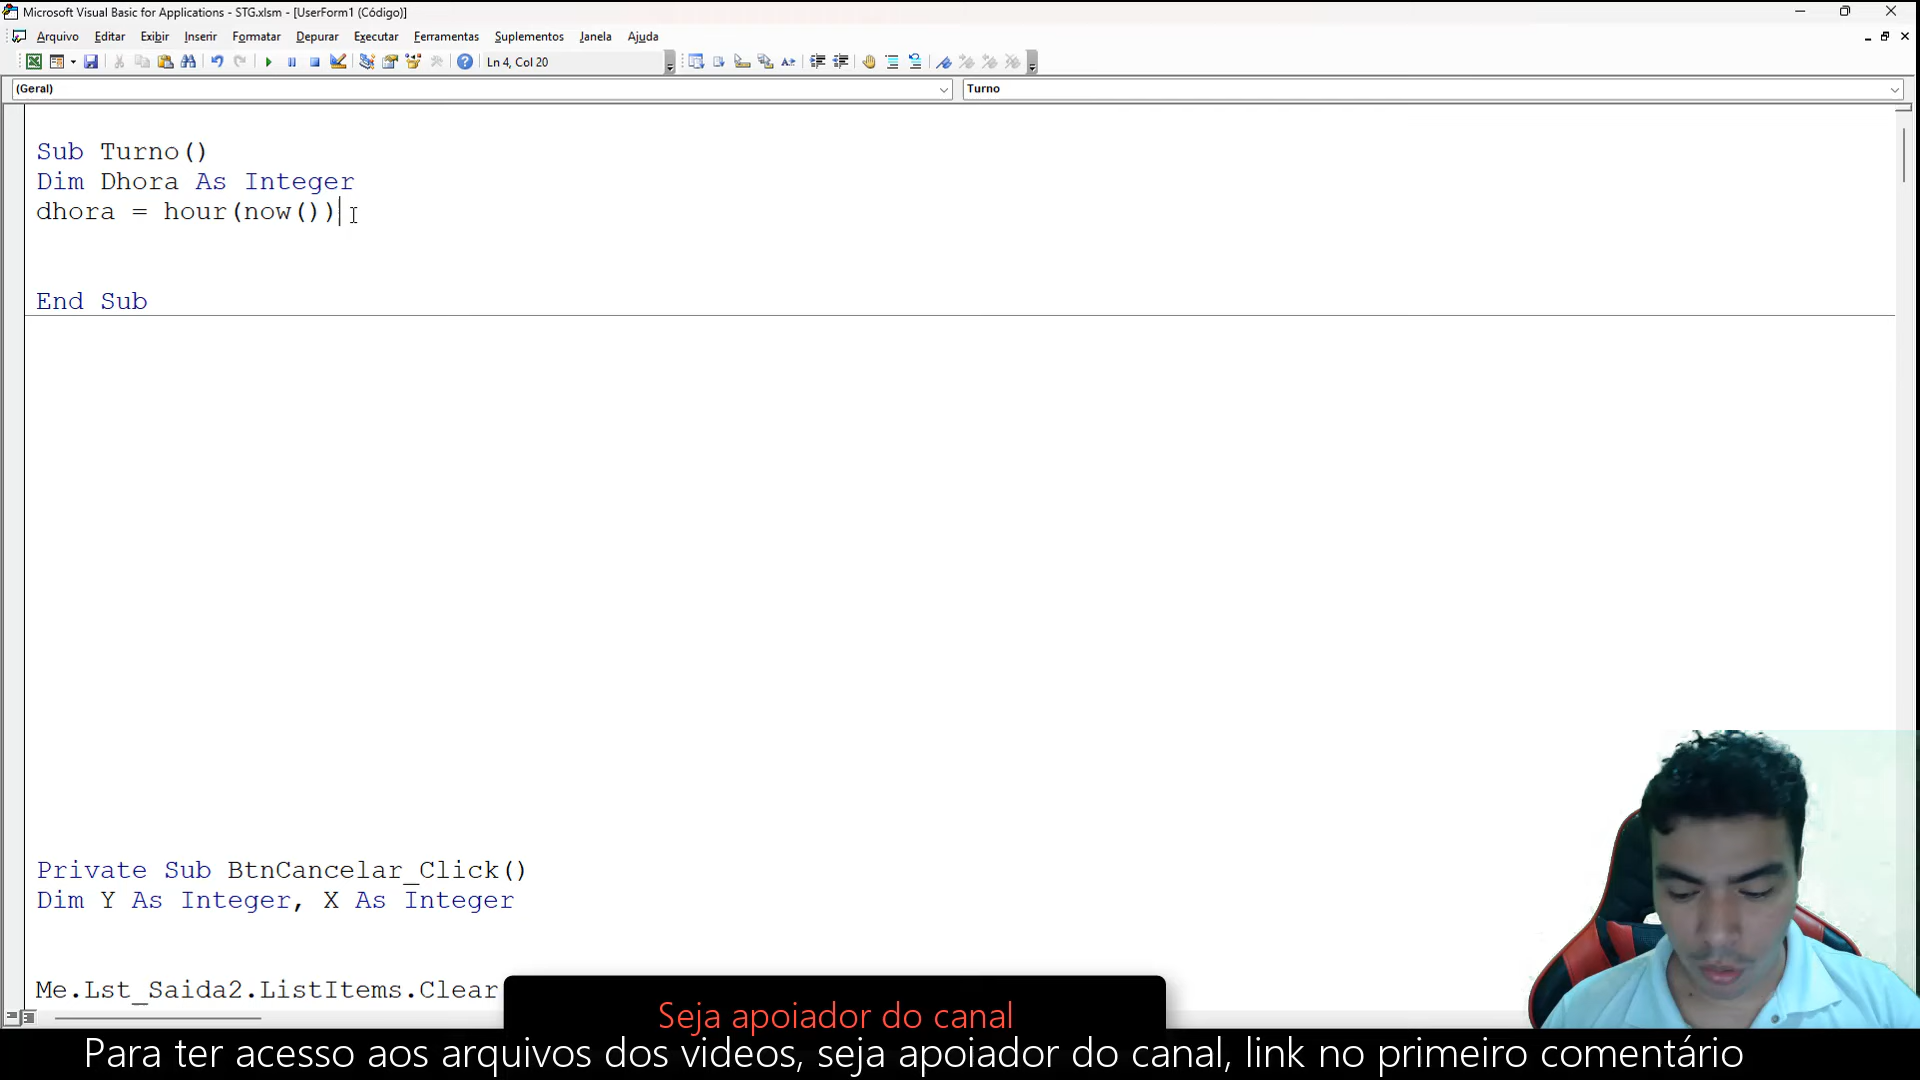 Microsoft Visual Basic for Applications - STG.xlsm - [UserForm1 (Código)]
Arquivo Editar Exibir Inserir Formatar Depurar Executar Ferramentas Suplementos Janela Ajuda
Ln 4, Col 20
(Geral) Turno
Sub Turno()
Dim Dhora As Integer
dhora = hour(now())
End Sub
Private Sub BtnCancelar_Click()
Dim Y As Integer, X As Integer
Me.Lst_Saida2.ListItems.Clear
Seja apoiador do canal
Para ter acesso aos arquivos dos videos, seja apoiador do canal, link no primeiro comentário